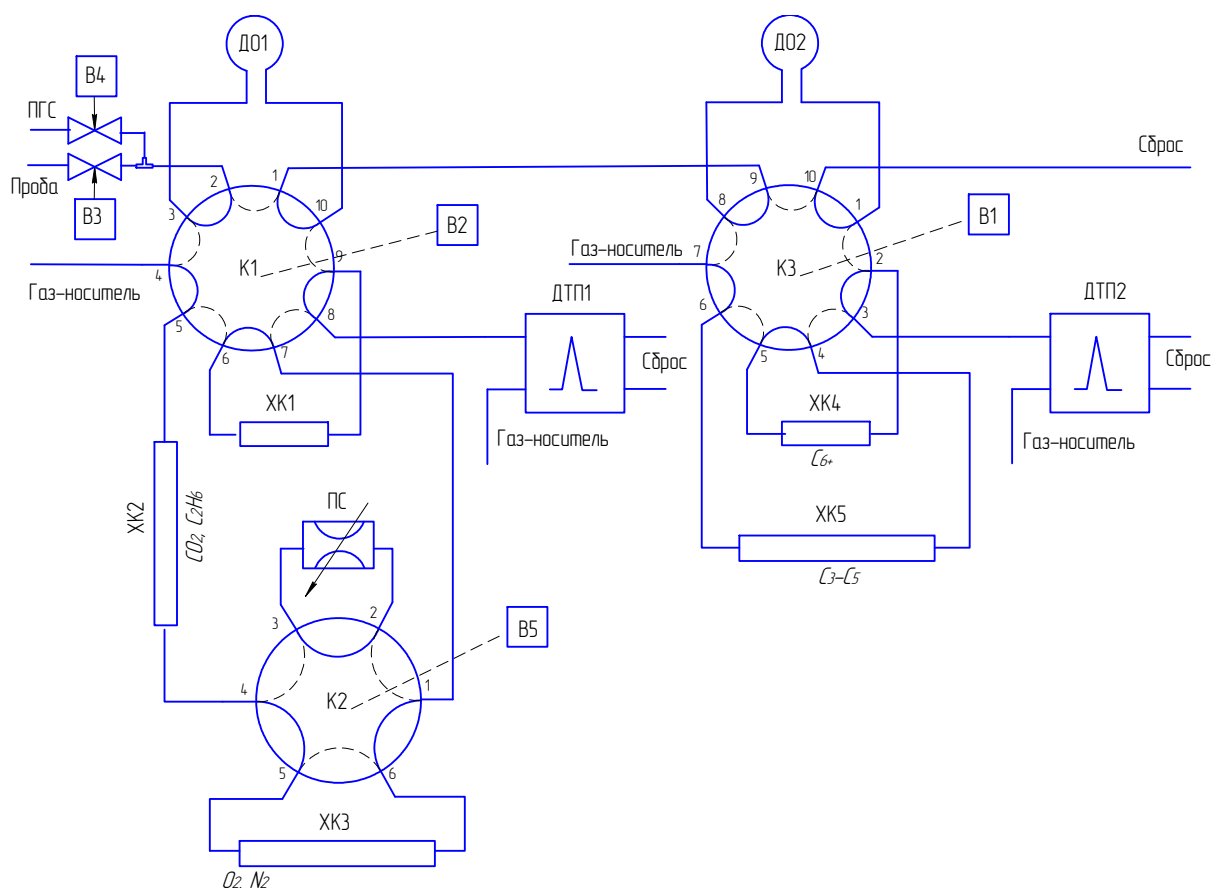 ДО1
ДО2
В4
ПГС
Проба
В3
2
1
3
10
4
9
5
8
6
7
К1
В2
Газ-носитель
Сброс
9
10
8
1
7
2
6
3
5
4
К3
В1
Газ-носитель
ДТП1
Сброс
Газ-носитель
ДТП2
Сброс
Газ-носитель
ХК1
ХК4
C6+
ХК2
CO2, C2H6
ПС
ХК5
C3-C5
3
2
4
1
5
6
К2
В5
ХК3
O2, N2